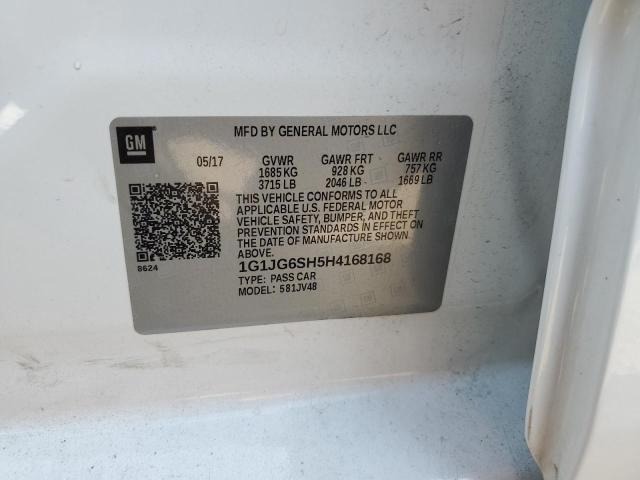 MFD BY GENERAL MOTORS LLC
GM
05/17 GVWR GAWR FRT GAWR RR
1685 KG 928 KG 757 KG
3715 LB 2046 LB 1669 LB
THIS VEHICLE CONFORMS TO ALL
APPLICABLE U.S. FEDERAL MOTOR
VEHICLE SAFETY, BUMPER, AND THEFT
PREVENTION STANDARDS IN EFFECT
ON THE DATE OF MANUFACTURE SHOWN
ABOVE.
8624
1G1JG6SH5H4168168
TYPE: PASS CAR
MODEL: 581JV48